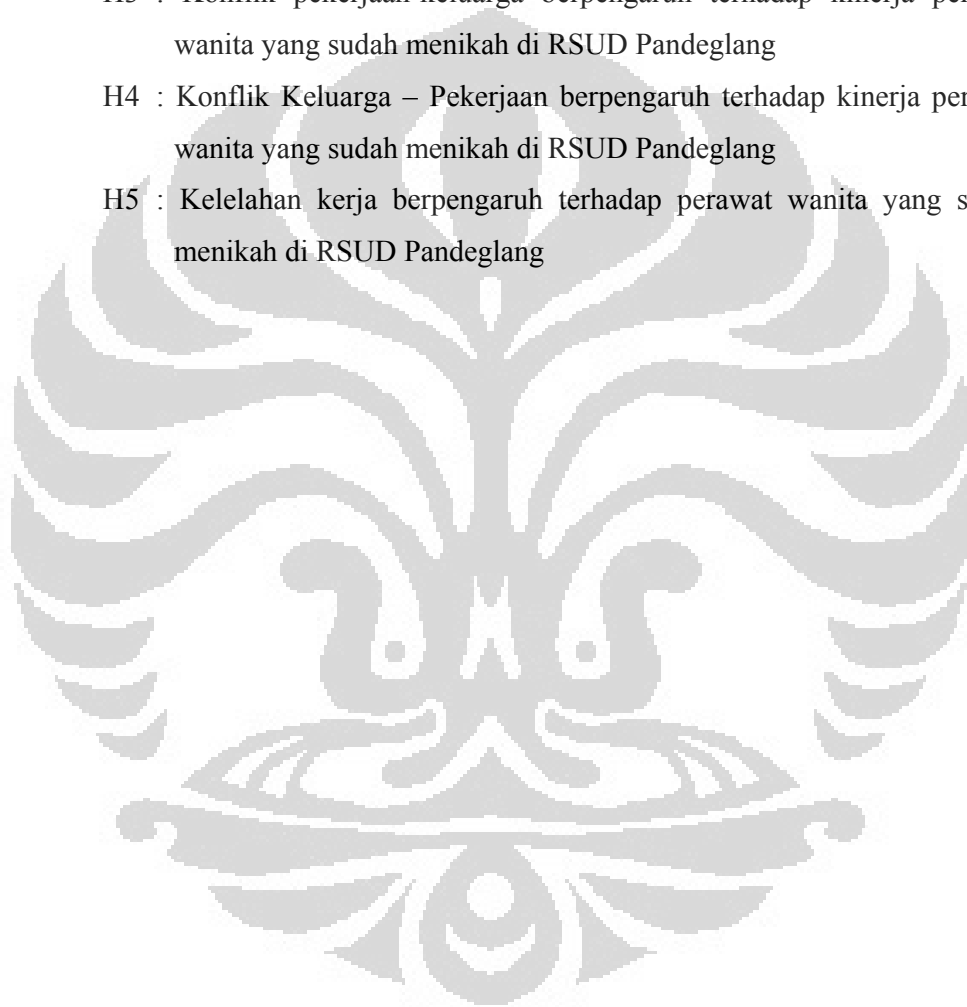 H3 : Konflik pekerjaan-keluarga berpengaruh terhadap kinerja
wanita yang sudah menikah di RSUD Pandeglang
H4 : Konflik Keluarga – Pekerjaan berpengaruh terhadap kinerja
wanita yang sudah menikah di RSUD Pandeglang
H5 : Kelelahan kerja berpengaruh terhadap perawat wanita yang
menikah di RSUD Pandeglang